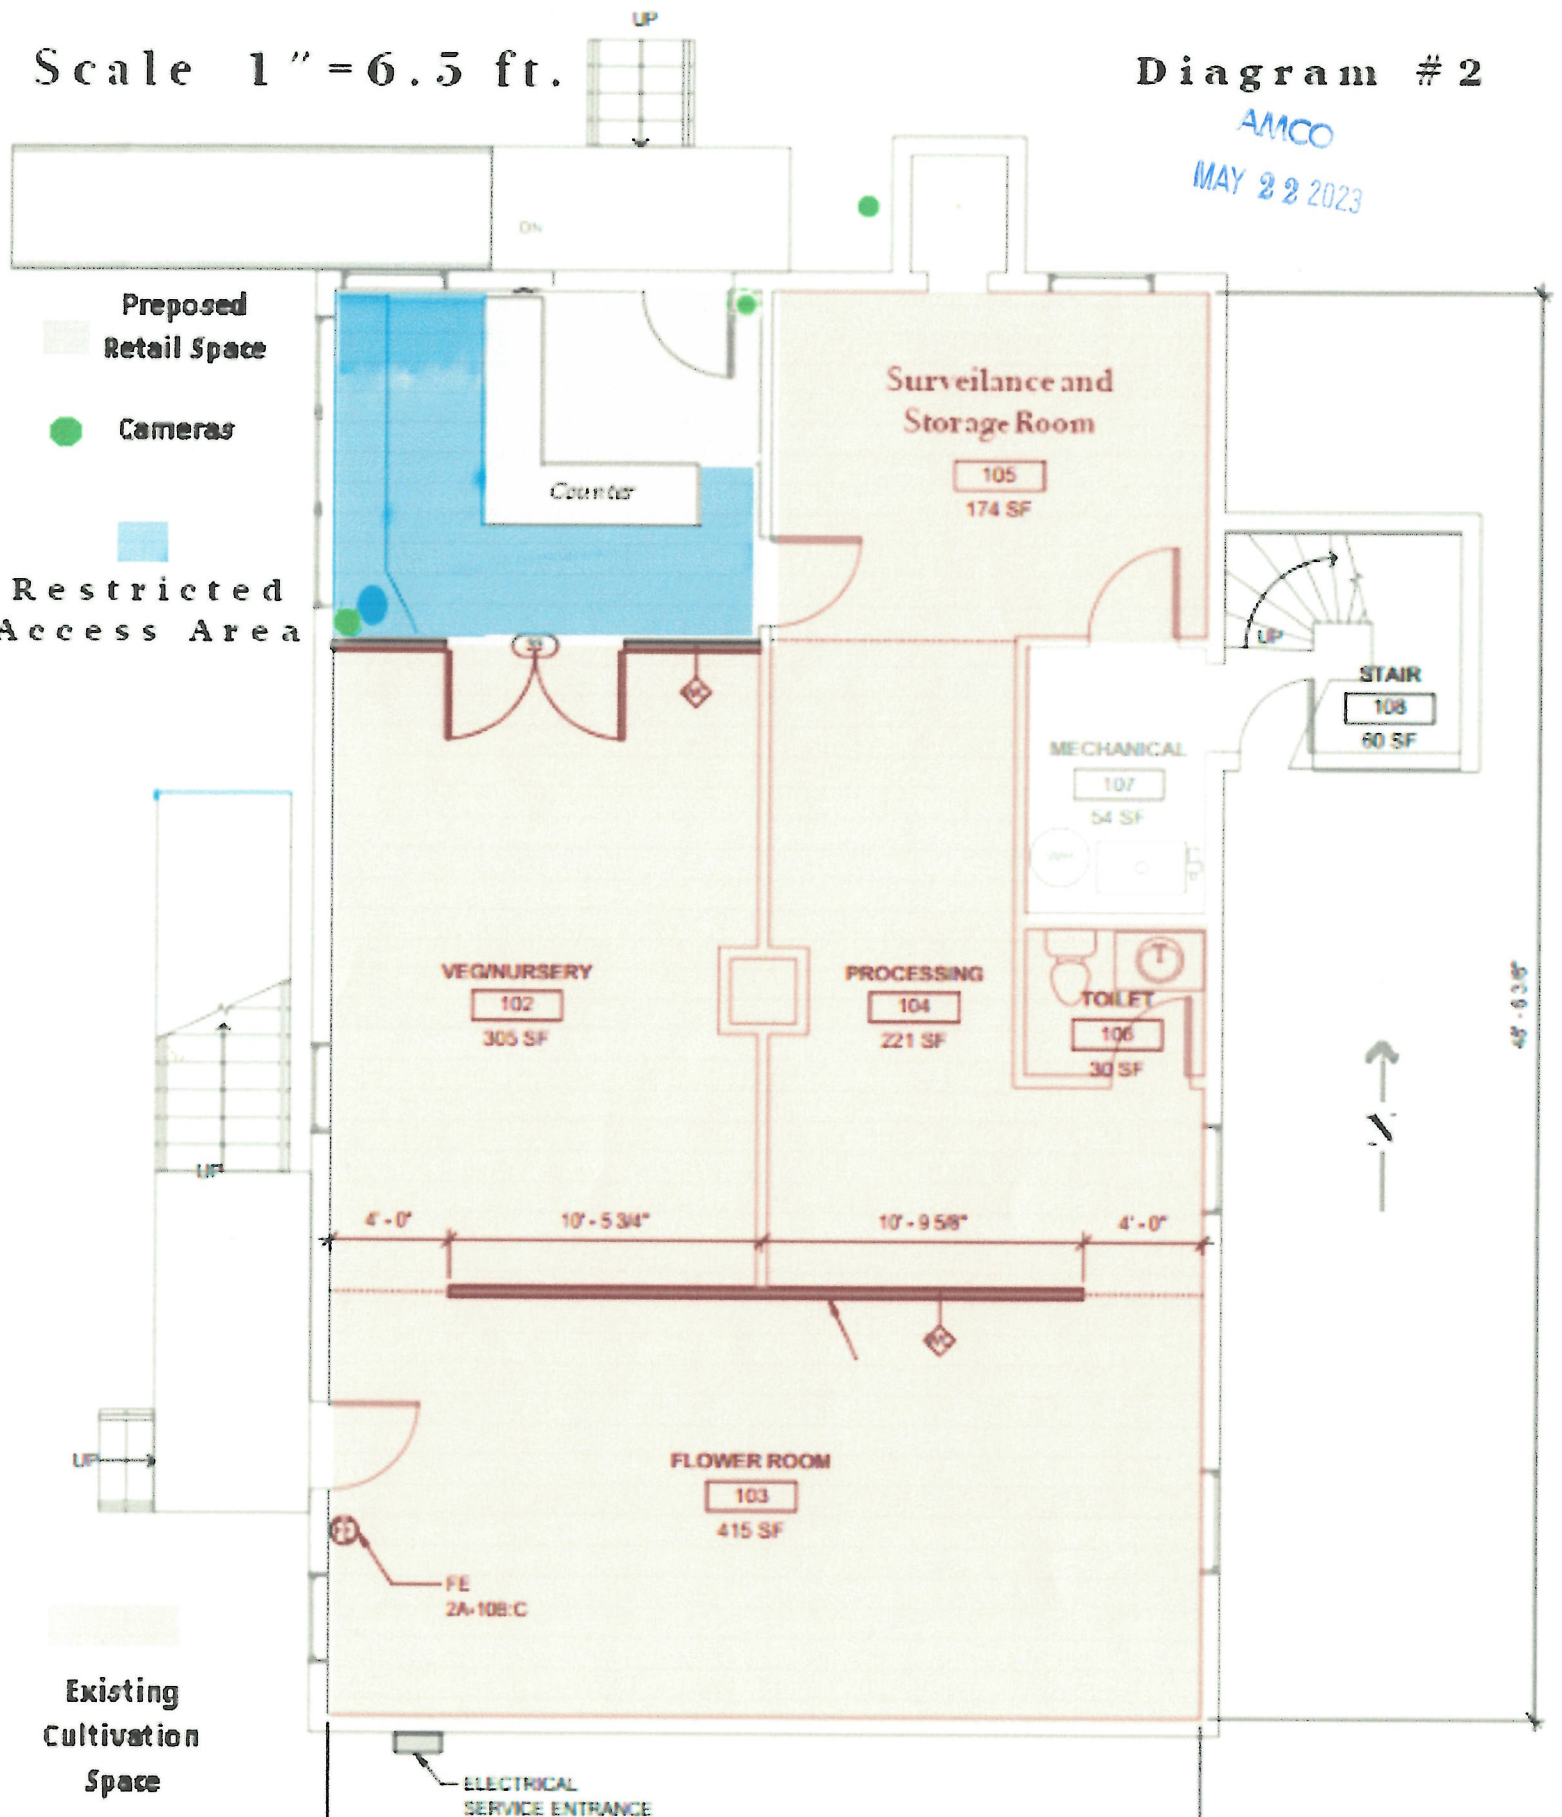 UP
Scale 1"=6.5 ft.
Diagram #2
AMCO
MAY 22 2023
DN
Preposed
Retail Space
Cameras
Restricted
Access Area
Counter
Surveilance and
Storage Room
105
174 SF
33
UP
STAIR
108
60 SF
MECHANICAL
107
54 SF
VEG/NURSERY
102
305 SF
PROCESSING
104
221 SF
TOILET
106
30 SF
UP
4' - 0"
10' - 5 3/4"
10' - 9 5/8"
4' - 0"
UP
FLOWER ROOM
103
415 SF
FE
FE
2A-10B:C
Existing
Cultivation
Space
ELECTRICAL
SERVICE ENTRANCE